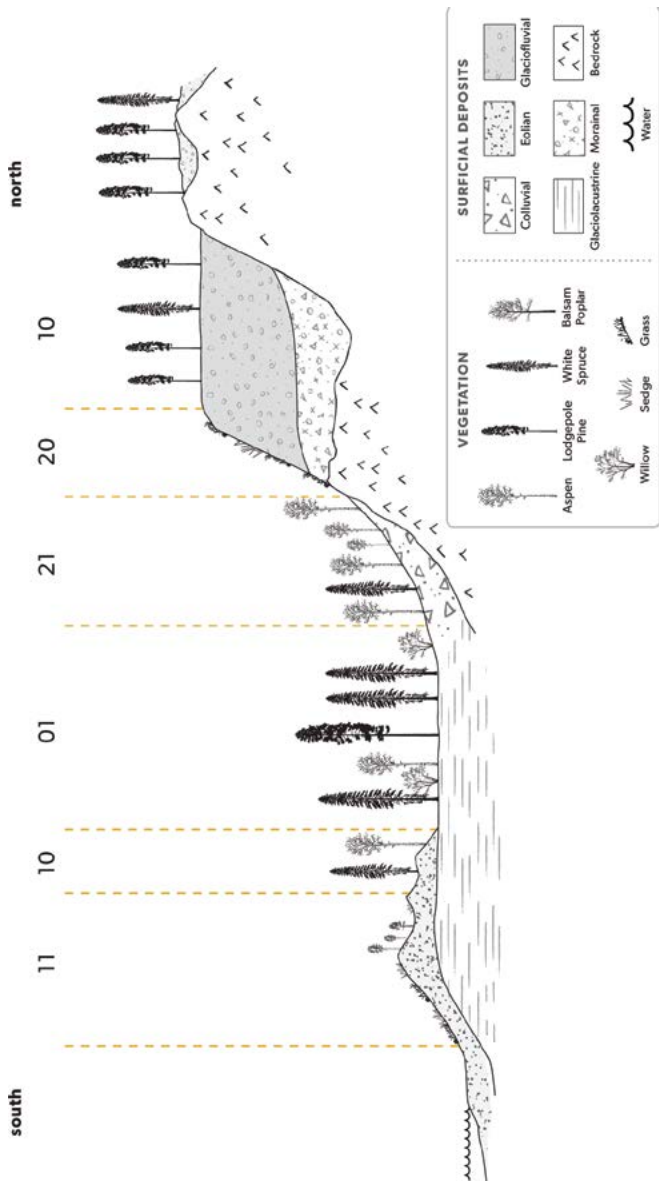 south
north
11
10
01
21
20
10
VEGETATION
Aspen
Lodgepole
Pine
White
Spruce
Balsam
Poplar
Willow
Sedge
Grass
SURFICIAL DEPOSITS
Colluvial
Eolian
Glaciofluvial
Glaciolacustrine
Morainal
Bedrock
Water